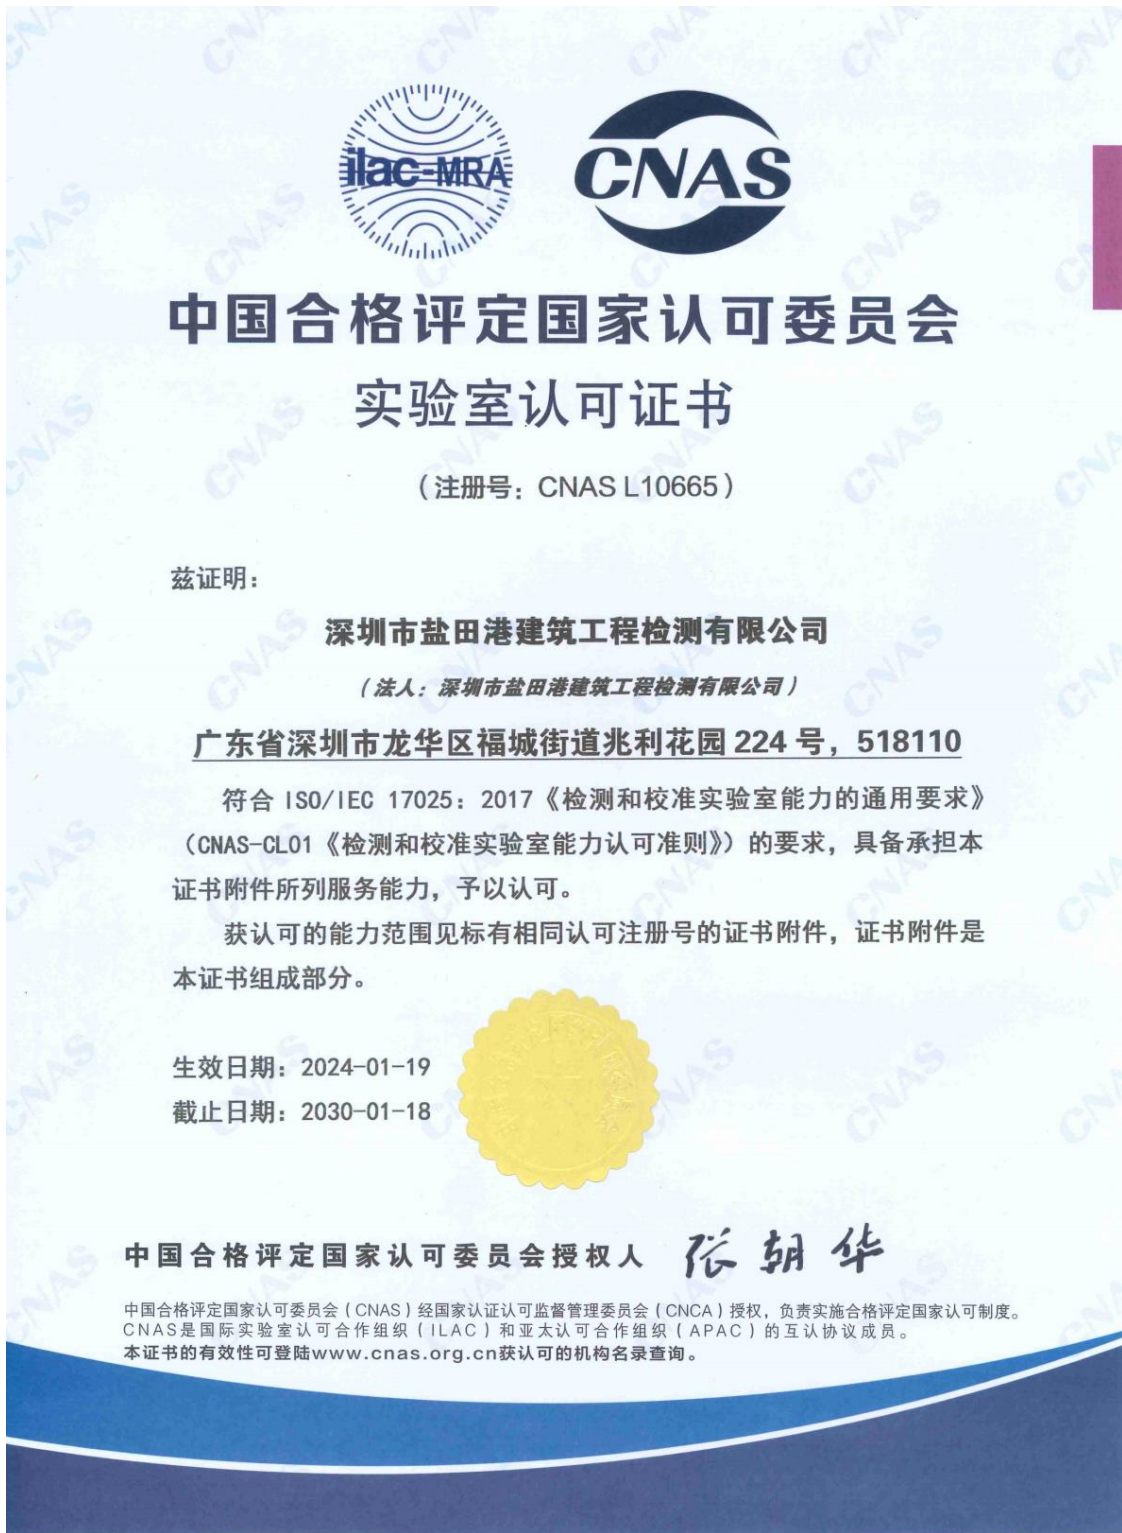 ilac-MRA
CNAS
中国合格评定国家认可委员会
实验室认可证书
（注册号：CNAS L10665）
兹证明：
深圳市盐田港建筑工程检测有限公司
（法人：深圳市盐田港建筑工程检测有限公司）
广东省深圳市龙华区福城街道兆利花园 224 号，518110
符合 ISO/IEC 17025：2017《检测和校准实验室能力的通用要求》
（CNAS-CL01《检测和校准实验室能力认可准则》）的要求，具备承担本
证书附件所列服务能力，予以认可。
获认可的能力范围见标有相同认可注册号的证书附件，证书附件是
本证书组成部分。
生效日期：2024-01-19
截止日期：2030-01-18
中国合格评定国家认可委员会授权人 张朝华
中国合格评定国家认可委员会（CNAS）经国家认证认可监督管理委员会（CNCA）授权，负责实施合格评定国家认可制度。
CNAS是国际实验室认可合作组织（ILAC）和亚太认可合作组织（APAC）的互认协议成员。
本证书的有效性可登陆www.cnas.org.cn获认可的机构名录查询。